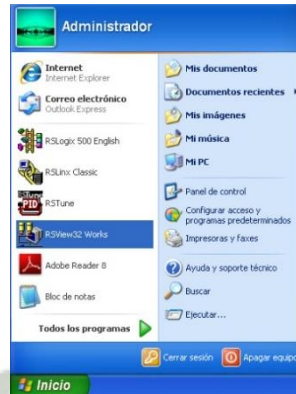 Administrador
Internet
Internet Explorer
Correo electrónico
Outlook Express
RSLogix 500 English
RSLinx Classic
RSTune
RSView32 Works
Adobe Reader 8
Bloc de notas
Todos los programas
Mis documentos
Documentos recientes
Mis imágenes
Mi música
Mi PC
Panel de control
Configurar acceso y
programas predeterminados
Impresoras y faxes
Ayuda y soporte técnico
Buscar
Ejecutar...
Cerrar sesión
Apagar equipo
Inicio